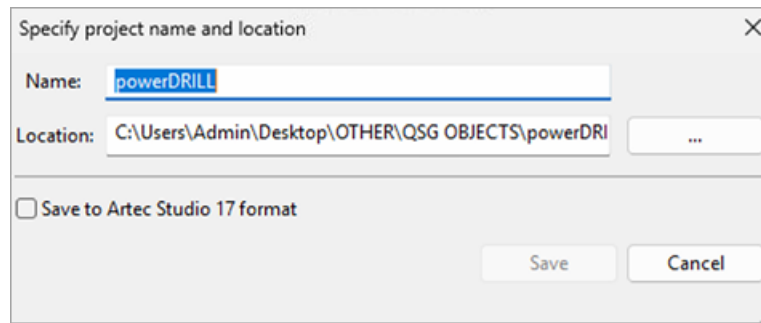 Specify project name and location
Name: powerDRILL
Location: C:\Users\Admin\Desktop\OTHER\QSG OBJECTS\powerDRI ...
Save to Artec Studio 17 format
Save Cancel